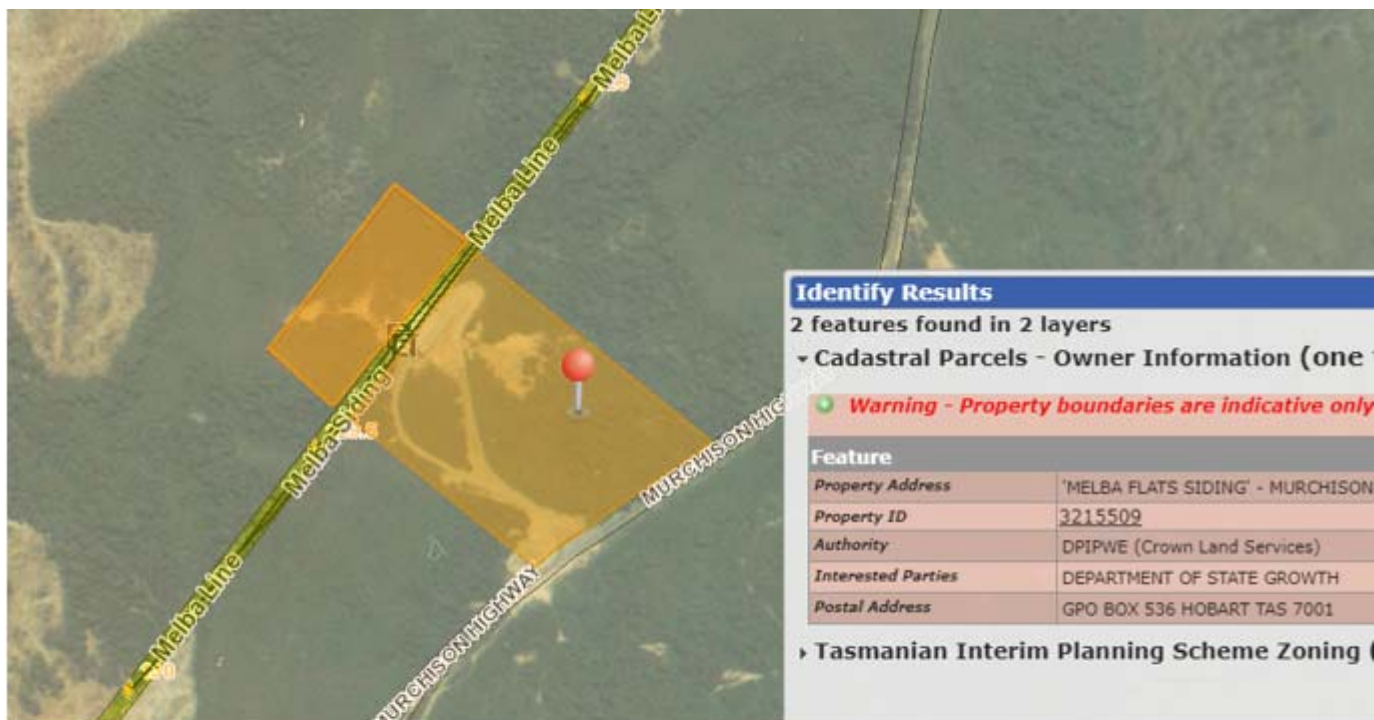 Melba Li
Melba Line
Melba Siding
Melba Line
MURCHISON HIG
MURCHISON HIGHWAY
MURCHISON HIGHWAY
Identify Results
2 features found in 2 layers
Cadastral Parcels - Owner Information (one
Warning - Property boundaries are indicative only
Feature
Property Address 'MELBA FLATS SIDING' - MURCHISON
Property ID 3215509
Authority DPIPWE (Crown Land Services)
Interested Parties DEPARTMENT OF STATE GROWTH
Postal Address GPO BOX 536 HOBART TAS 7001
Tasmanian Interim Planning Scheme Zoning (